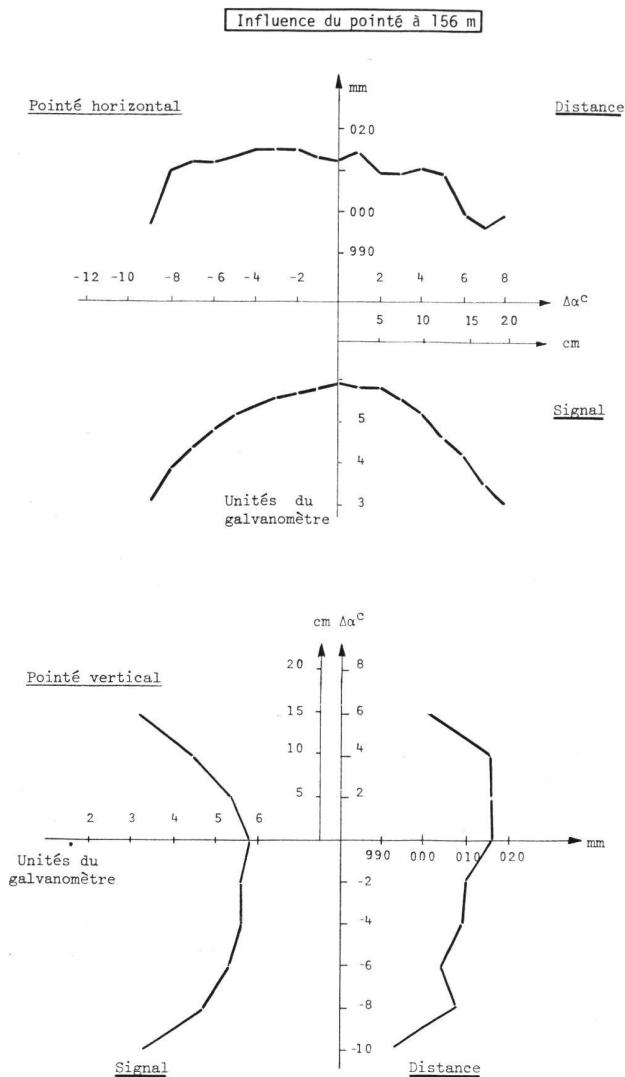 Influence du pointé à 156 m
mm
Pointé horizontal
Distance
020
010
000
990
-12 -10 -8 -6 -4 -2 2 4 6 8
Δαᶜ
5 10 15 20
cm
Signal
5
4
3
Unités du
galvanomètre
cm Δαᶜ
Pointé vertical
20 8
15 6
10 4
5 2
2 3 4 5 6
990 000 010 020 mm
Unités du
galvanomètre
-2
-4
-6
-8
-10
Signal
Distance